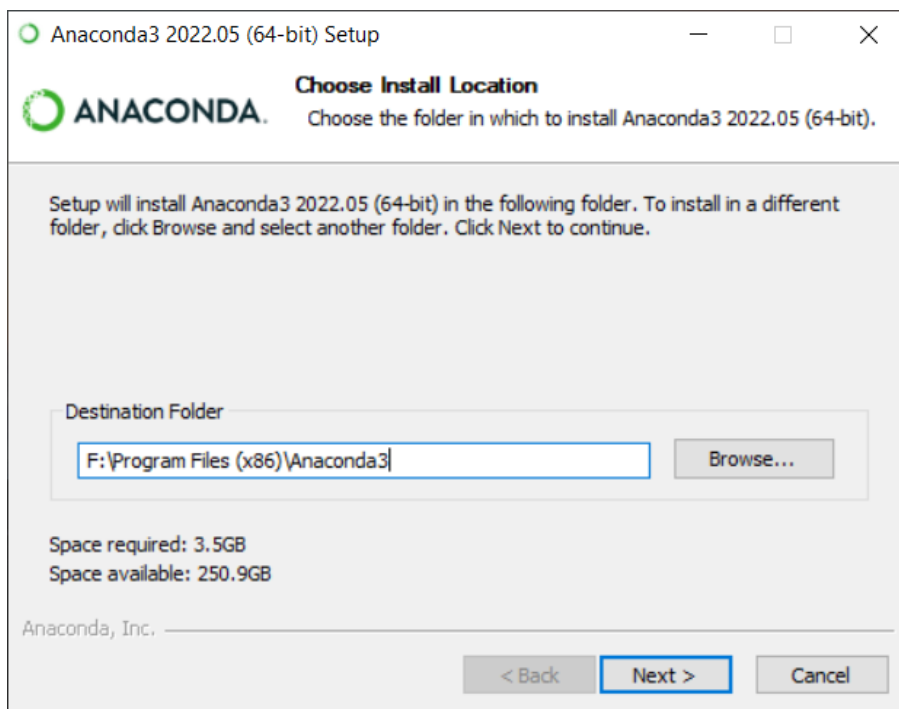 Anaconda3 2022.05 (64-bit) Setup
ANACONDA.
Choose Install Location
Choose the folder in which to install Anaconda3 2022.05 (64-bit).
Setup will install Anaconda3 2022.05 (64-bit) in the following folder. To install in a different
folder, click Browse and select another folder. Click Next to continue.
Destination Folder
F:\Program Files (x86)\Anaconda3
Browse...
Space required: 3.5GB
Space available: 250.9GB
Anaconda, Inc.
< Back
Next >
Cancel